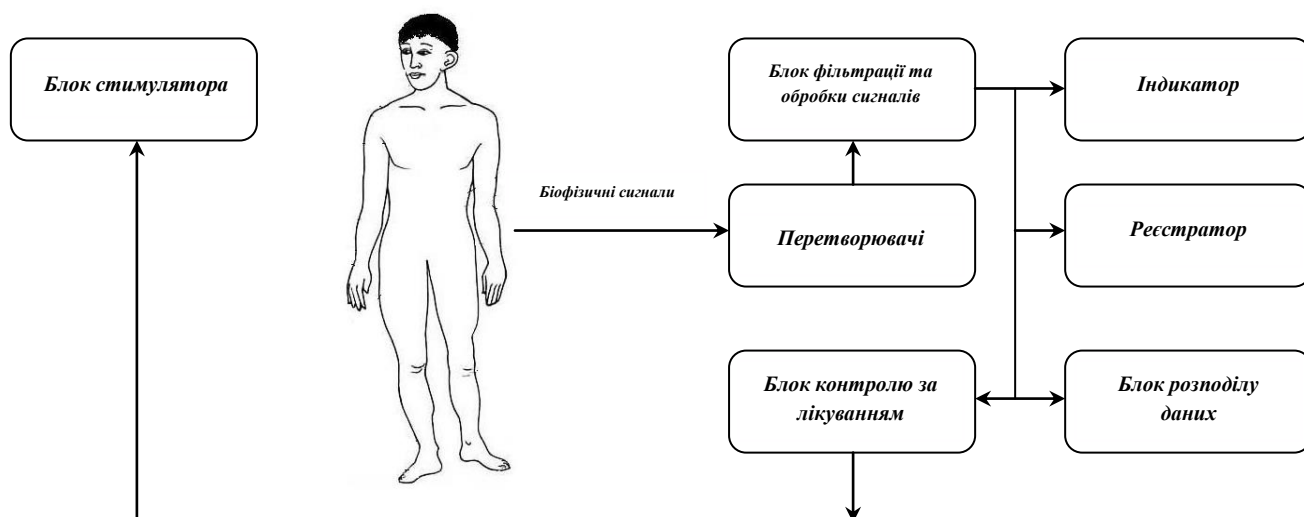 Блок стимулятора
Блок фільтрації та
обробки сигналів
Індикатор
Біофізичні сигнали
Перетворювачі
Реєстратор
Блок контролю за
лікуванням
Блок розподілу
даних